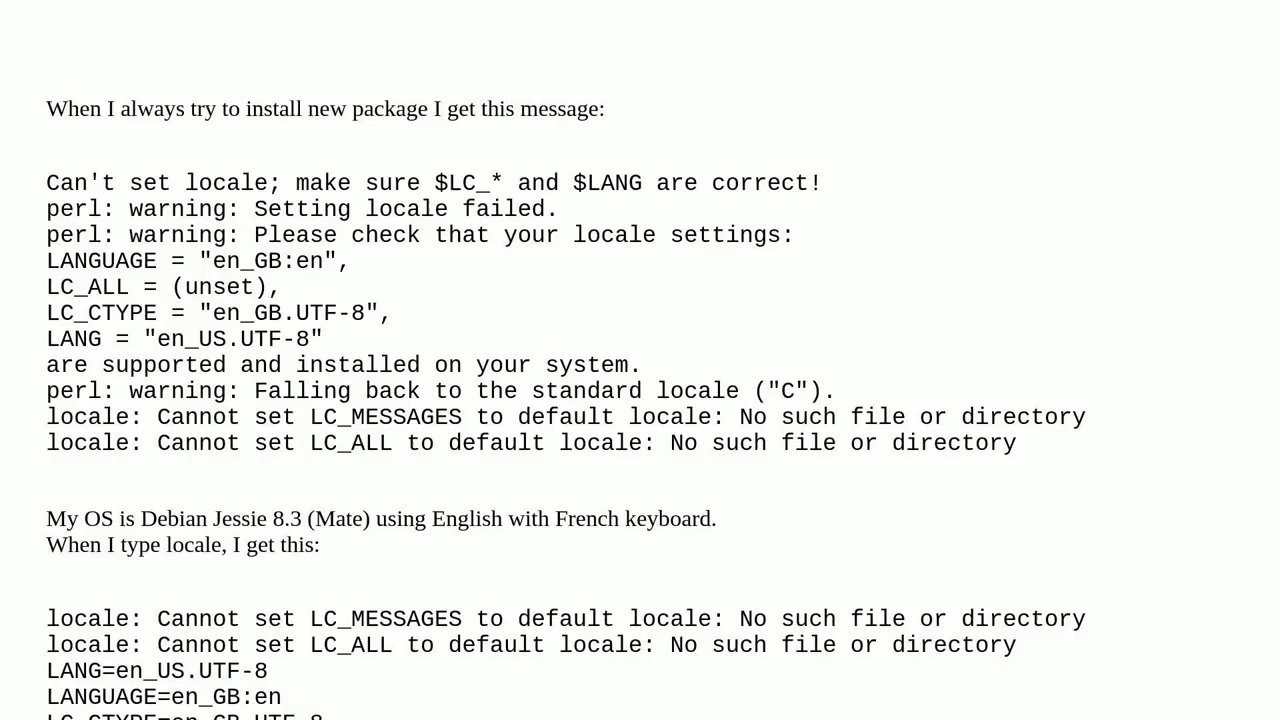 When I always try to install new package I get this message:
Can't set locale; make sure $LC_* and $LANG are correct!
perl: warning: Setting locale failed.
perl: warning: Please check that your locale settings:
LANGUAGE = "en_GB:en",
LC_ALL = (unset),
LC_CTYPE = "en_GB.UTF-8",
LANG = "en_US.UTF-8"
are supported and installed on your system.
perl: warning: Falling back to the standard locale ("C").
locale: Cannot set LC_MESSAGES to default locale: No such file or directory
locale: Cannot set LC_ALL to default locale: No such file or directory
My OS is Debian Jessie 8.3 (Mate) using English with French keyboard.
When I type locale, I get this:
locale: Cannot set LC_MESSAGES to default locale: No such file or directory
locale: Cannot set LC_ALL to default locale: No such file or directory
LANG=en_US.UTF-8
LANGUAGE=en_GB:en
LC_CTYPE=en_GB.UTF-8